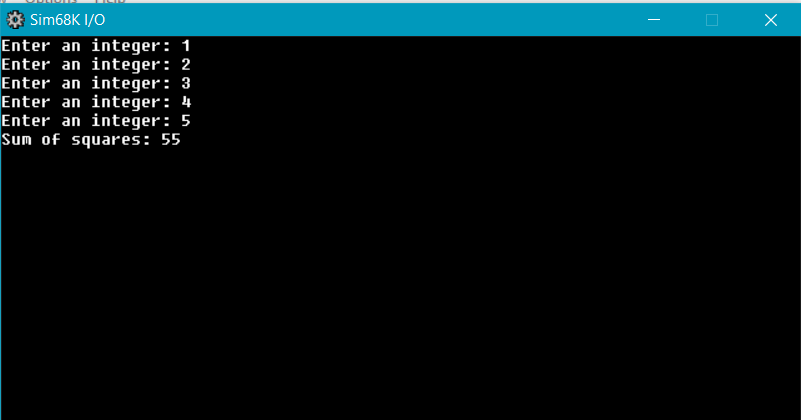 Sim68K I/O
Enter an integer: 1
Enter an integer: 2
Enter an integer: 3
Enter an integer: 4
Enter an integer: 5
Sum of squares: 55